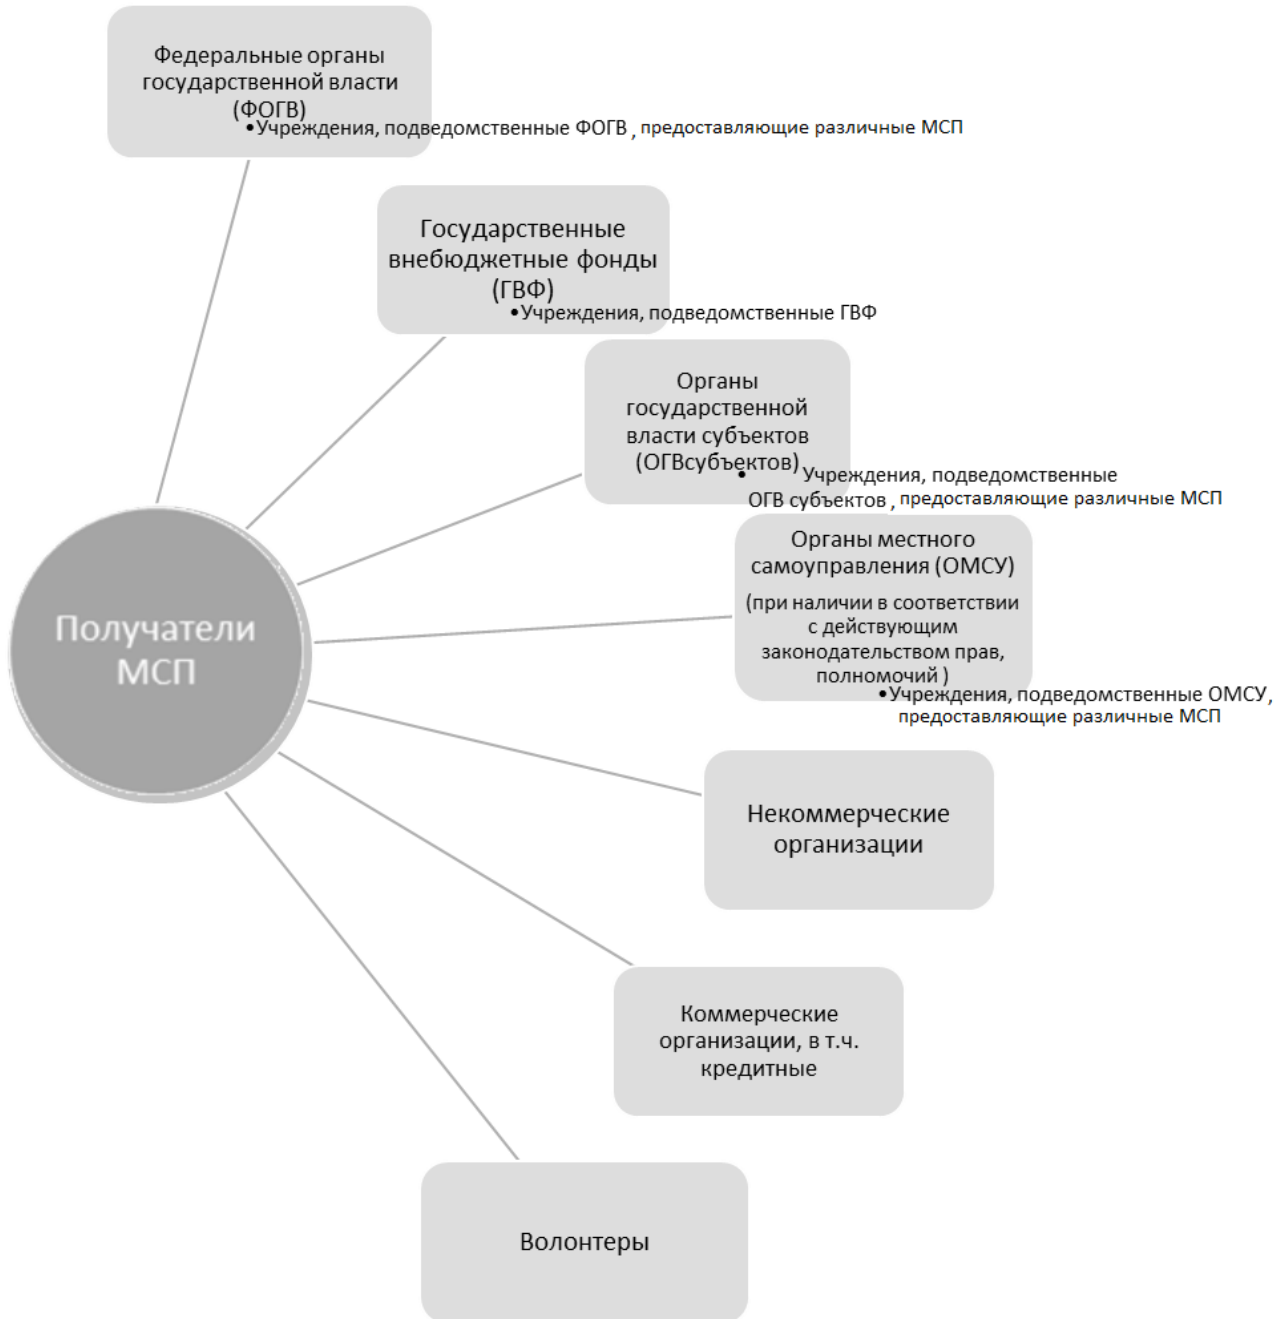 Федеральные органы
государственной власти
(ФОГВ)
•Учреждения, подведомственные ФОГВ , предоставляющие различные МСП
Государственные
внебюджетные фонды
(ГВФ)
•Учреждения, подведомственные ГВФ
Органы
государственной
власти субъектов
(ОГВсубъектов)
• Учреждения, подведомственные
ОГВ субъектов , предоставляющие различные МСП
Органы местного
самоуправления (ОМСУ)
(при наличии в соответствии
с действующим
законодательством прав,
полномочий )
•Учреждения, подведомственные ОМСУ,
предоставляющие различные МСП
Получатели
МСП
Некоммерческие
организации
Коммерческие
организации, в т.ч.
кредитные
Волонтеры